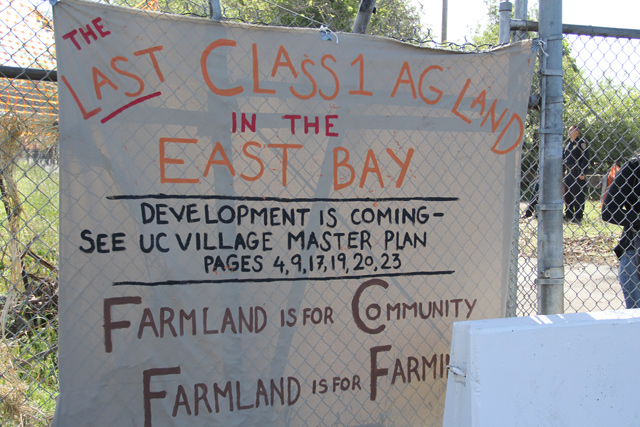 THE
LAST CLASS 1 AG LAND
IN THE
EAST BAY
DEVELOPMENT IS COMING-
SEE UC VILLAGE MASTER PLAN
PAGES 4,9,17,19,20,23
FARMLAND IS FOR COMMUNITY
FARMLAND IS FOR